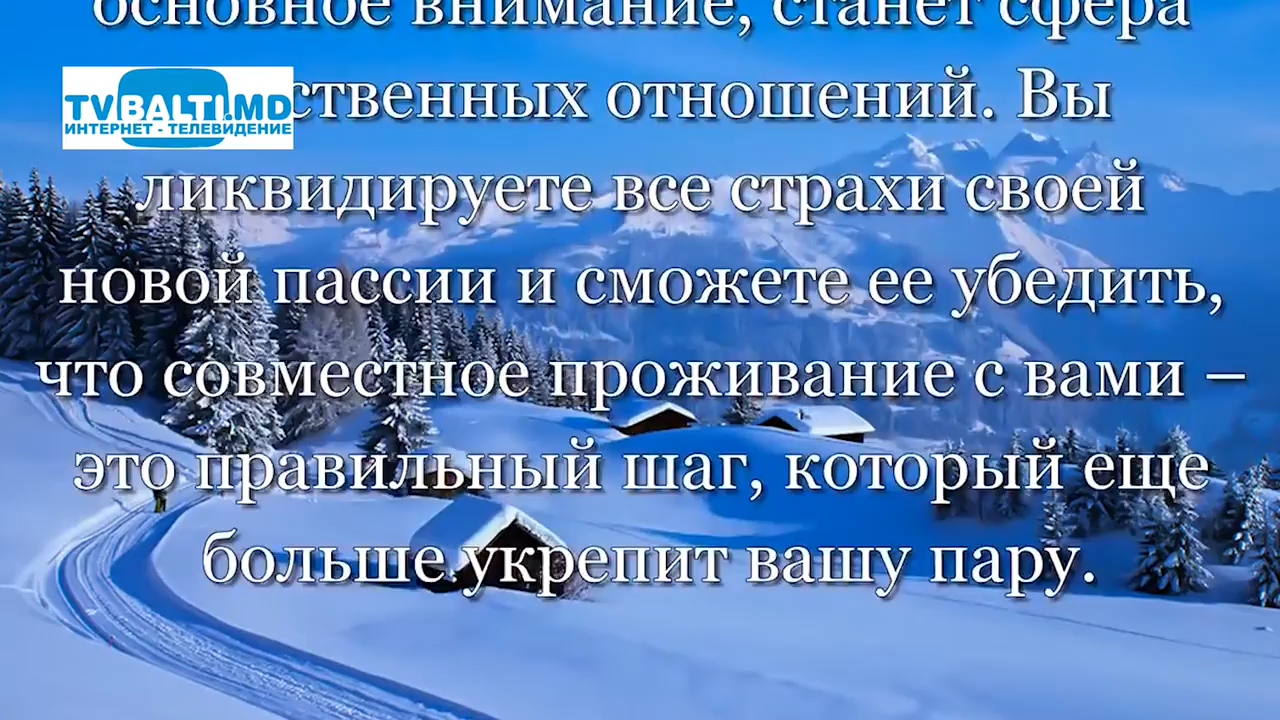 основное внимание, станет сфера
TVBALTI.MD
ИНТЕРНЕТ - ТЕЛЕВИДЕНИЕ
отношений. Вы
ликвидируете все страхи своей
новой пассии и сможете ее убедить,
что совместное проживание с вами –
это правильный шаг, который еще
больше укрепит вашу пару.